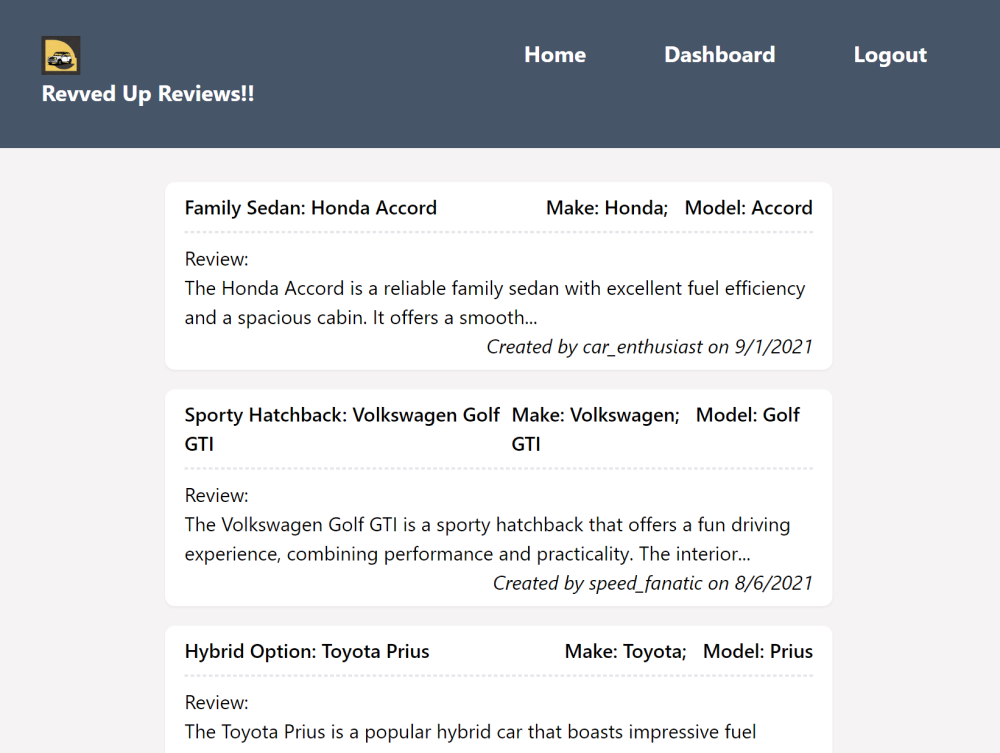 Home Dashboard Logout
Revved Up Reviews!!
Family Sedan: Honda Accord Make: Honda; Model: Accord
Review:
The Honda Accord is a reliable family sedan with excellent fuel efficiency
and a spacious cabin. It offers a smooth...
Created by car_enthusiast on 9/1/2021
Sporty Hatchback: Volkswagen Golf
GTI
Make: Volkswagen; Model: Golf
GTI
Review:
The Volkswagen Golf GTI is a sporty hatchback that offers a fun driving
experience, combining performance and practicality. The interior...
Created by speed_fanatic on 8/6/2021
Hybrid Option: Toyota Prius Make: Toyota; Model: Prius
Review:
The Toyota Prius is a popular hybrid car that boasts impressive fuel